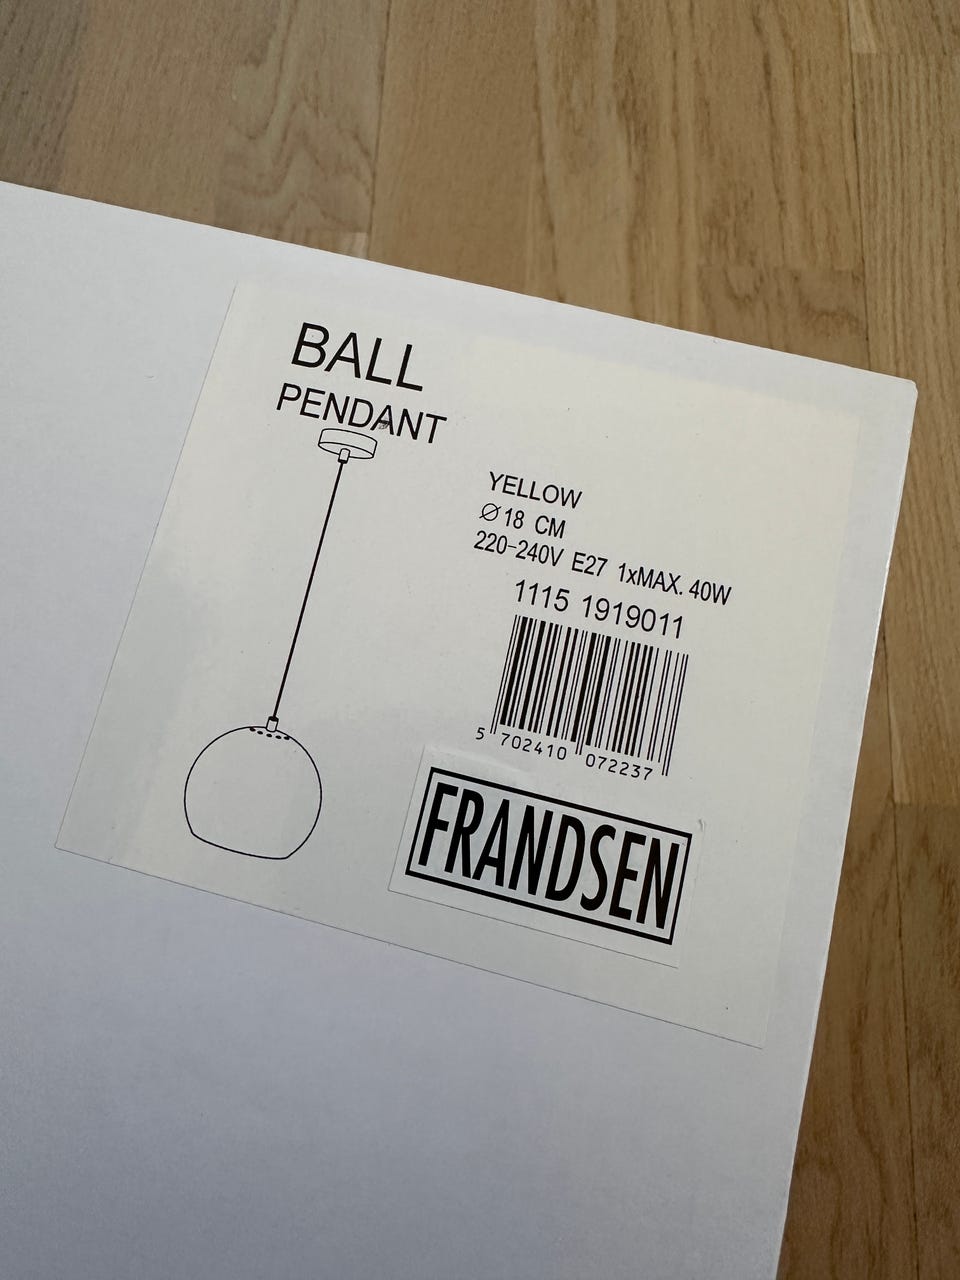 BALL
PENDANT
YELLOW
Ø18 CM
220-240V E27 1xMAX. 40W
1115 1919011
5 702410 072237
FRANDSEN